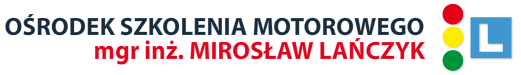 OŚRODEK SZKOLENIA MOTOROWEGO
mgr inż. MIROSŁAW LAŃCZYK
L